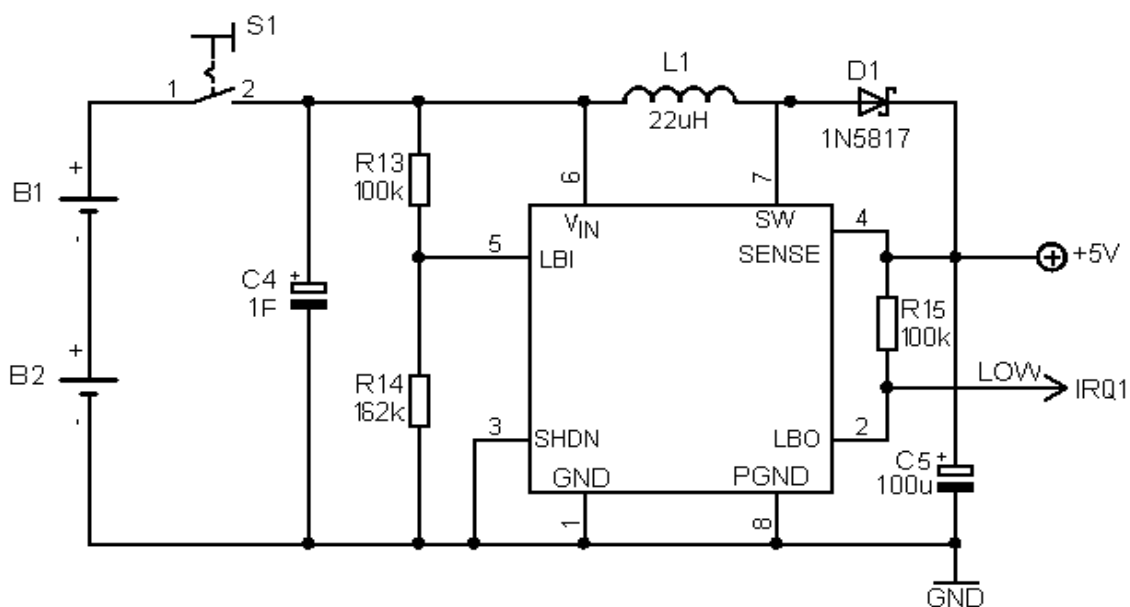 S1
1 2
L1
22uH
D1
1N5817
+
B1
-
R13
100k
6
7
VIN
SW
4
5
LBI
SENSE
+5V
C4
+
1F
R15
100k
+
B2
-
R14
162k
LOW
IRQ1
3
SHDN
LBO
2
GND
PGND
C5
+
100u
1
8
GND